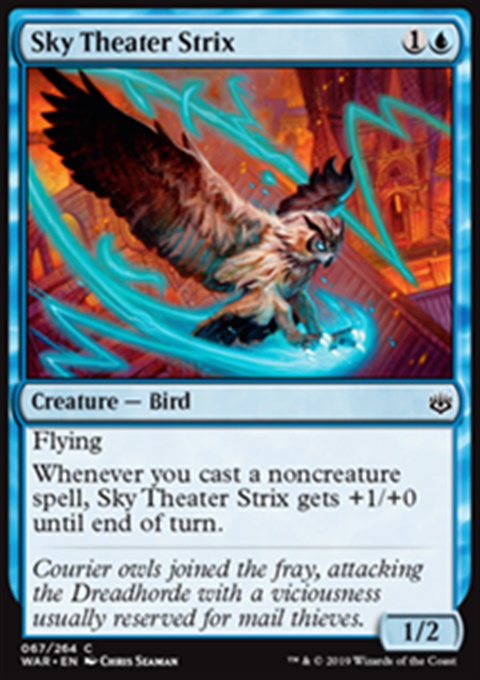 Sky Theater Strix 1
Creature — Bird
Flying
Whenever you cast a noncreature
spell, Sky Theater Strix gets +1/+0
until end of turn.
Courier owls joined the fray, attacking
the Dreadhorde with a viciousness
usually reserved for mail thieves.
1/2
067/264 C
WAR • EN Chris Seaman
™ & © 2019 Wizards of the Coast